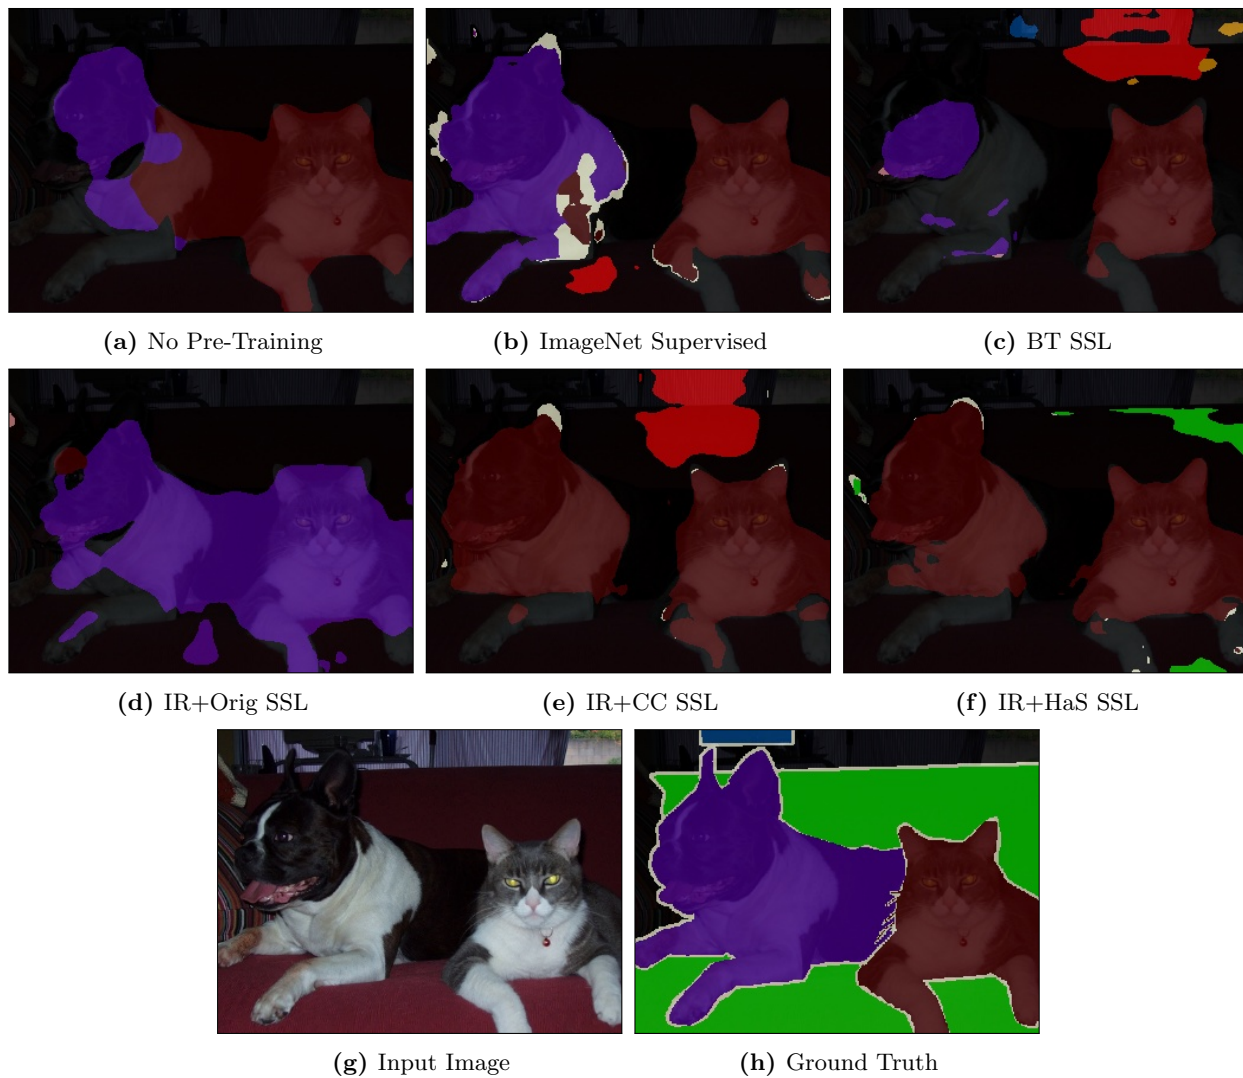 (a) No Pre-Training
(b) ImageNet Supervised
(c) BT SSL
(d) IR+Orig SSL
(e) IR+CC SSL
(f) IR+HaS SSL
(g) Input Image
(h) Ground Truth